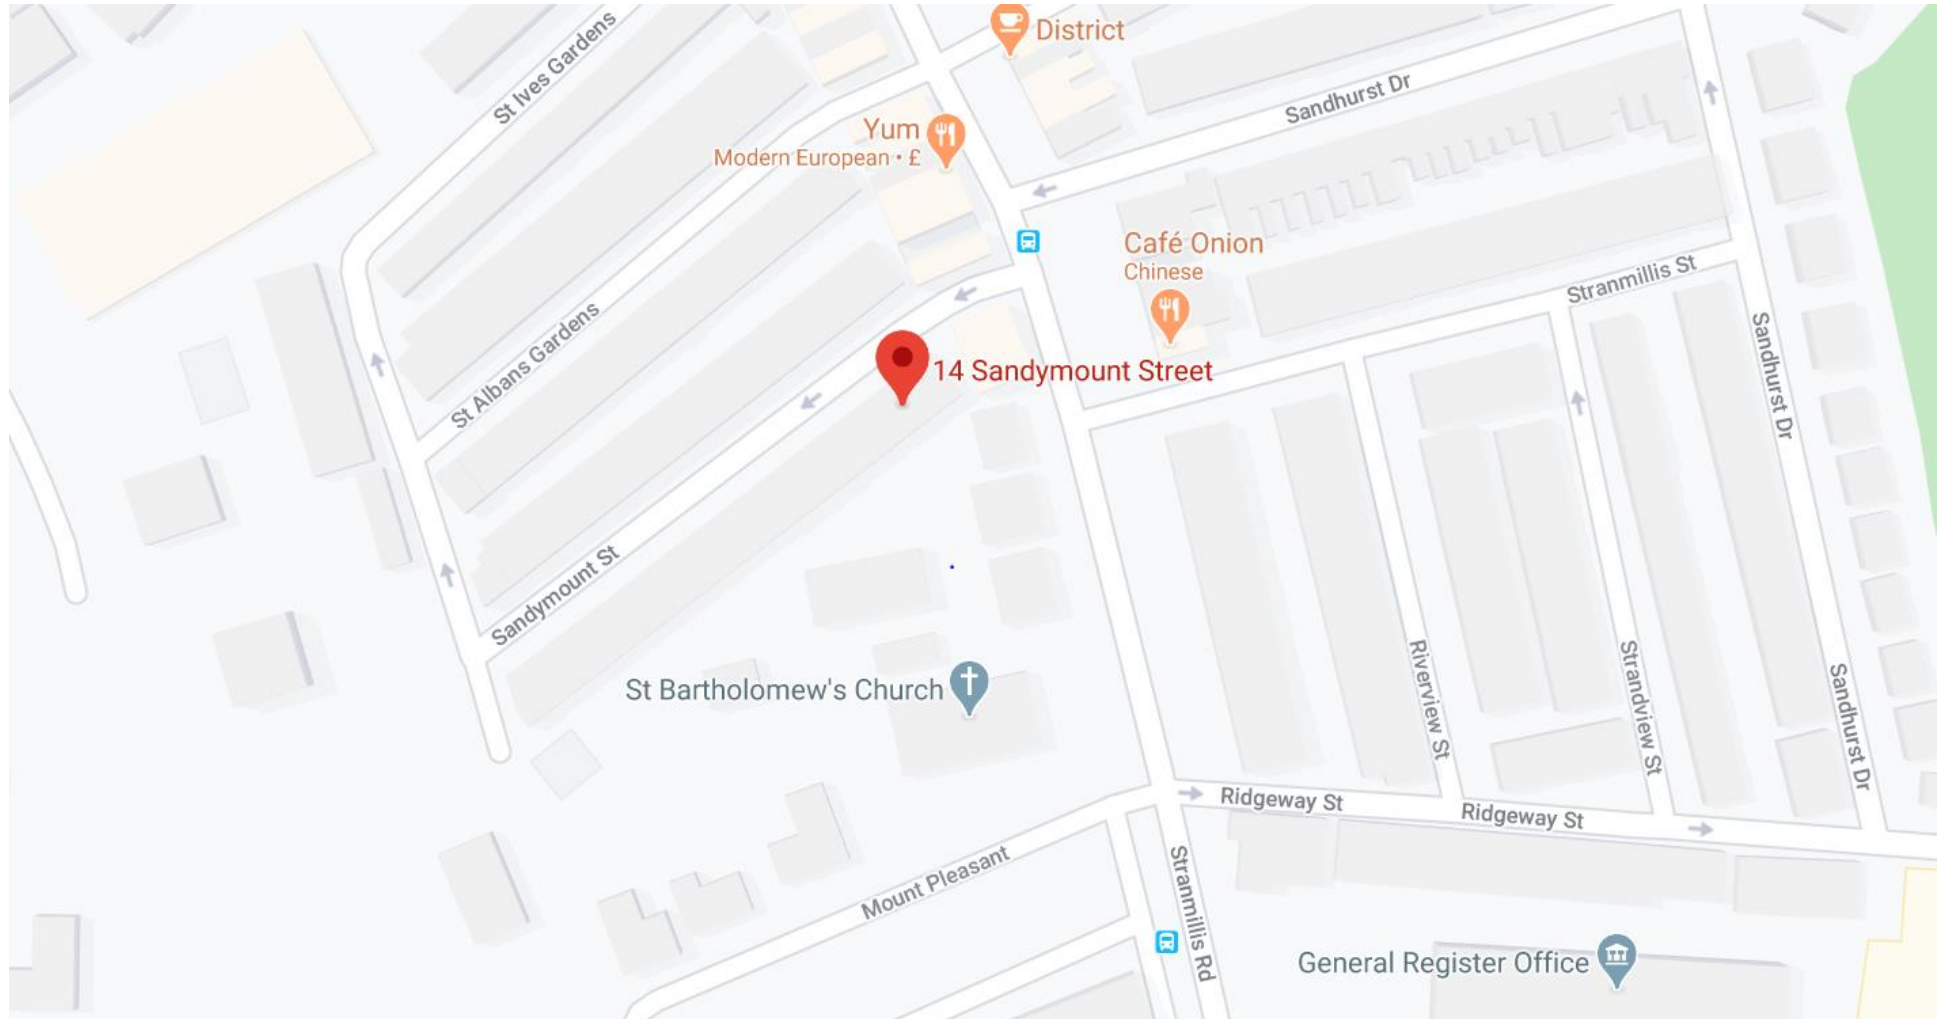 District
St Ives Gardens
Sandhurst Dr
Yum
Modern European • £
Café Onion
Chinese
Stranmillis St
St Albans Gardens
14 Sandymount Street
Sandhurst Dr
Sandymount St
St Bartholomew's Church
Riverview St
Strandview St
Sandhurst Dr
Ridgeway St
Ridgeway St
Mount Pleasant
Stranmillis Rd
General Register Office